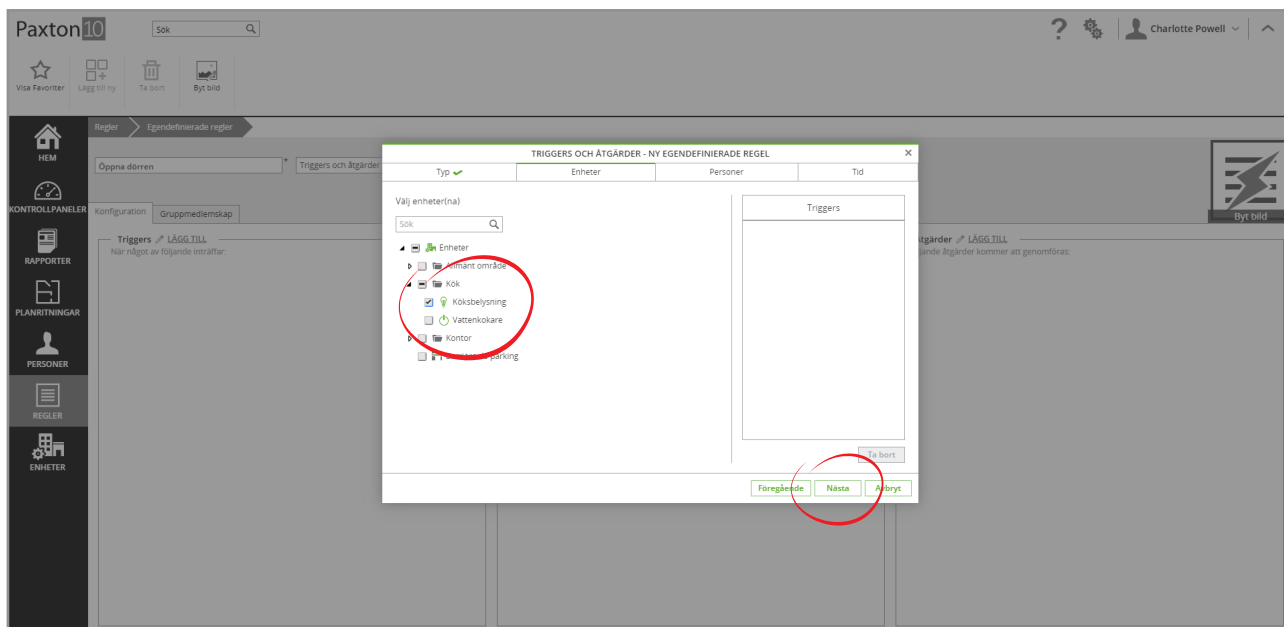 Paxton10
Sök
Charlotte Powell
Visa Favoriter
Lägg till ny
Ta bort
Byt bild
Regler
Egendefinierade regler
HEM
KONTROLLPANELER
RAPPORTER
PLANRITNINGAR
PERSONER
REGLER
ENHETER
Öppna dörren
*
Triggers och åtgärder
Byt bild
Konfiguration
Gruppmedlemskap
Triggers LÄGG TILL
När något av följande inträffar:
tgärder LÄGG TILL
jande åtgärder kommer att genomföras:
TRIGGERS OCH ÅTGÄRDER - NY EGENDEFINIERADE REGEL
Typ
Enheter
Personer
Tid
Välj enheter(na)
Sök
Enheter
Allmänt område
Kök
Köksbelysning
Vattenkokare
Kontor
parking
Triggers
Ta bort
Föregående
Nästa
Avbryt